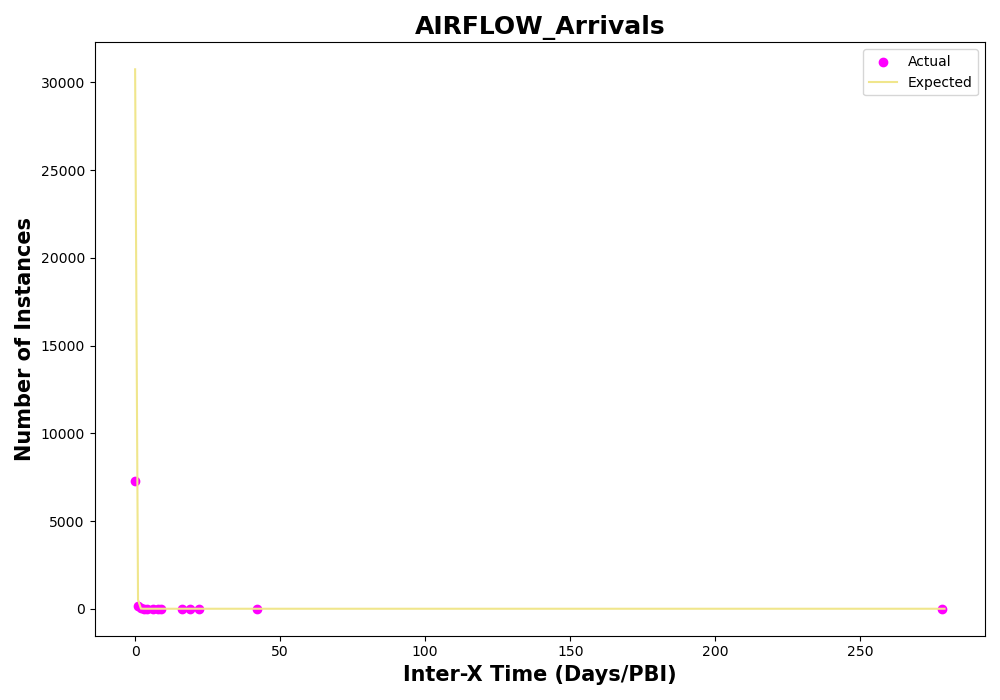 AIRFLOW_Arrivals
Actual
Expected
Number of Instances
30000
25000
20000
15000
10000
5000
0
0
50
100
150
200
250
Inter-X Time (Days/PBI)